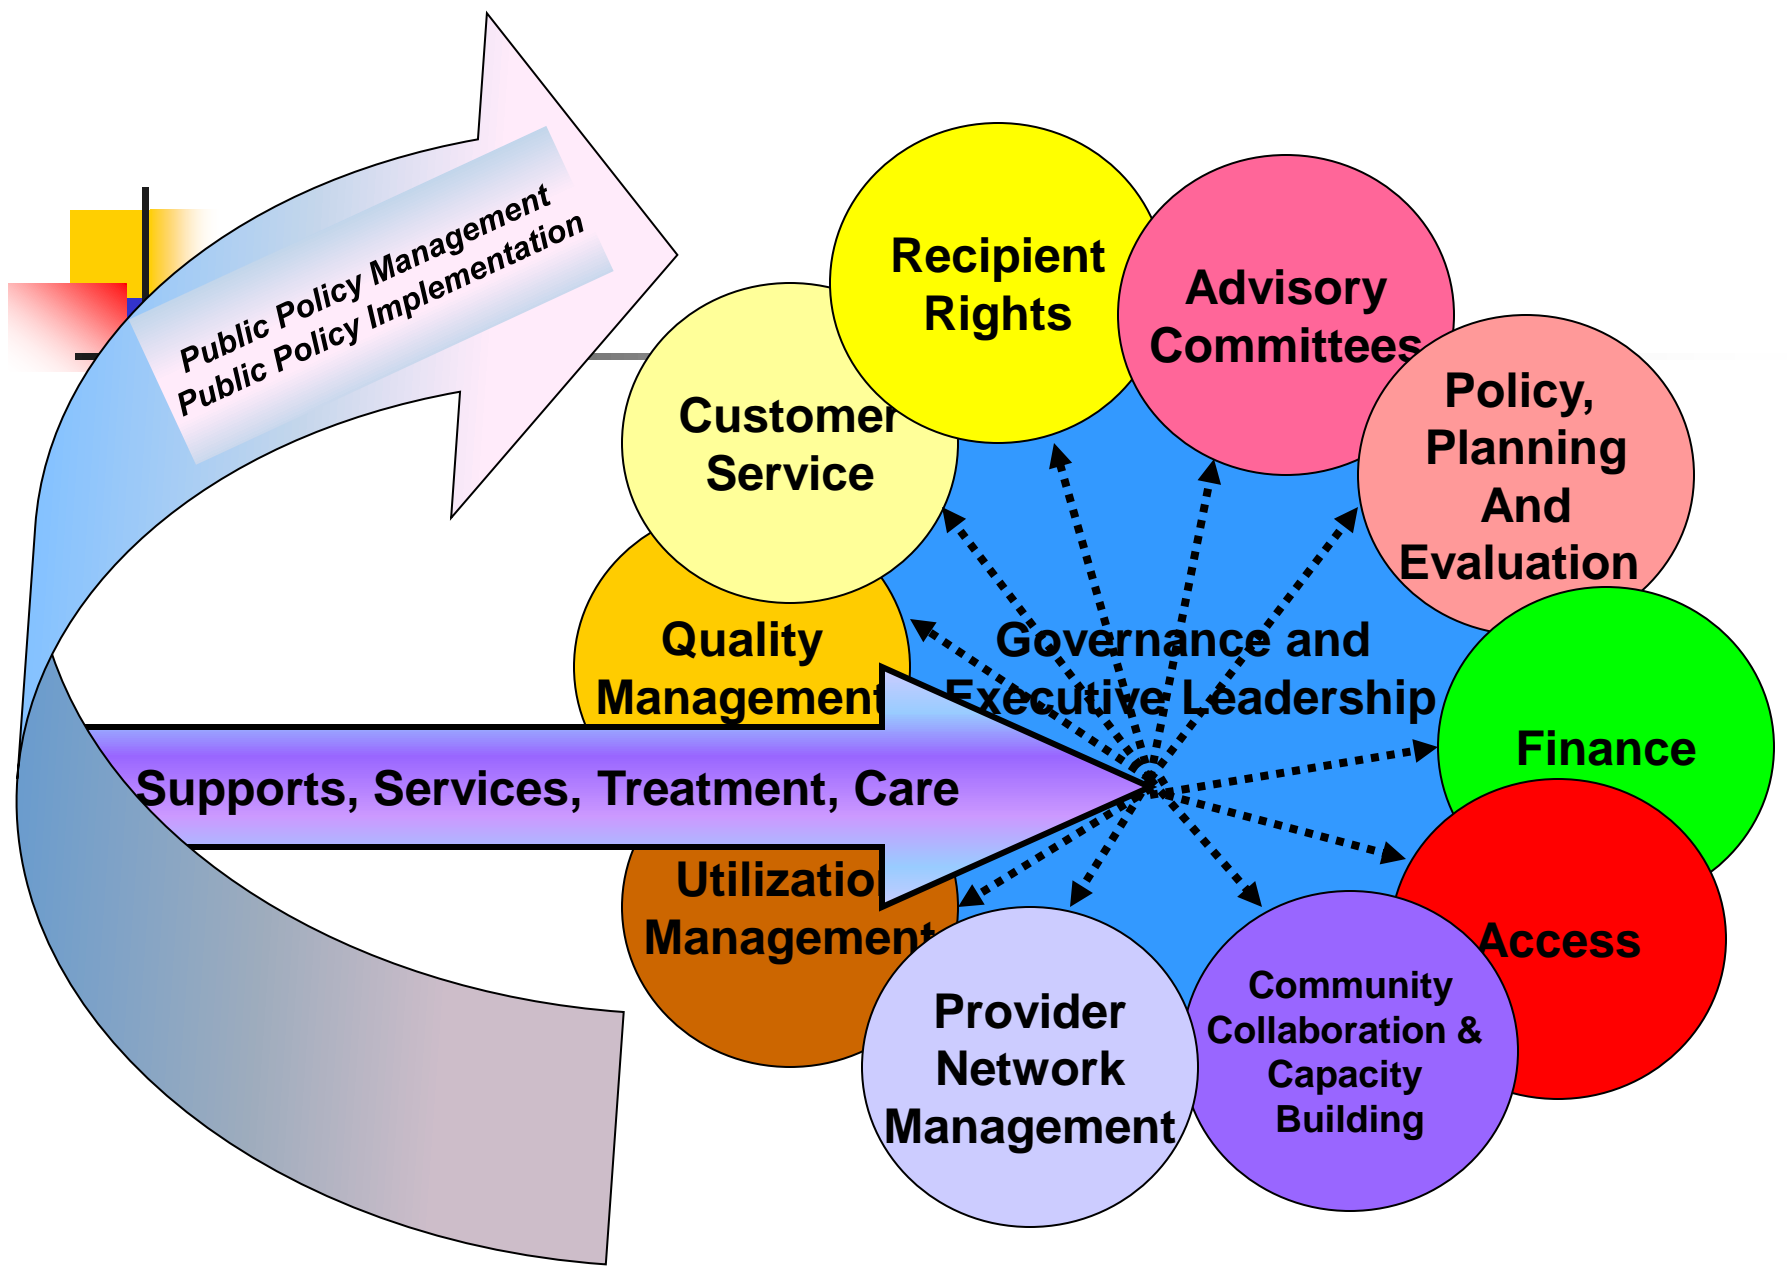 Public Policy Management
Public Policy Implementation
Recipient
Rights
Advisory
Committees
Policy,
Planning
And
Evaluation
Customer
Service
Quality
Management
Governance and
Executive Leadership
Finance
Supports, Services, Treatment, Care
Utilization
Management
Access
Provider
Network
Management
Community
Collaboration &
Capacity
Building